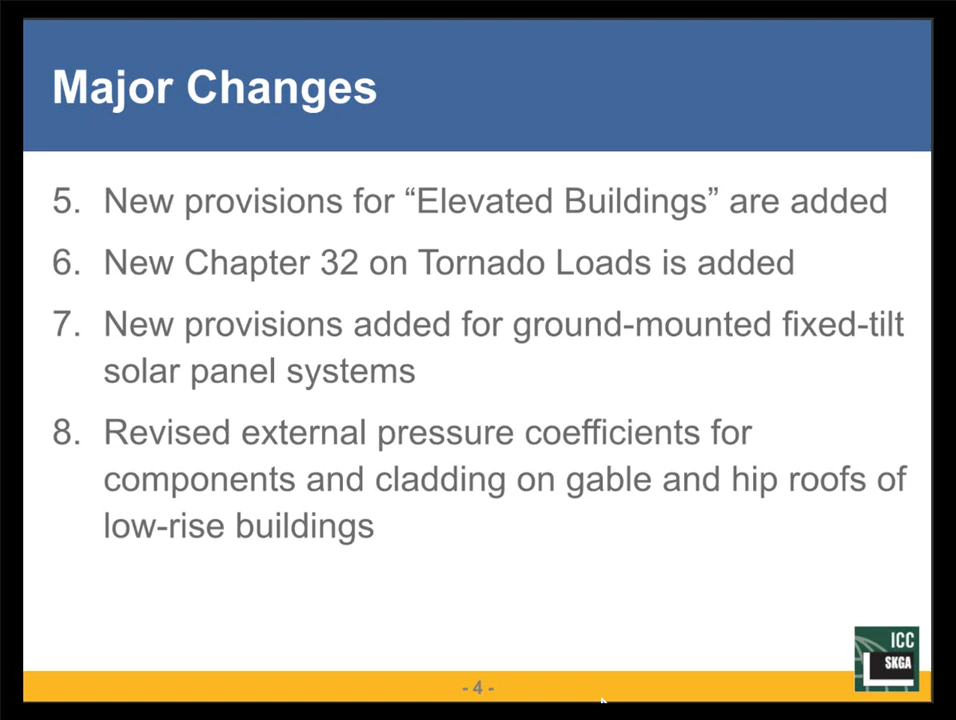 Major Changes
5. New provisions for “Elevated Buildings” are added
6. New Chapter 32 on Tornado Loads is added
7. New provisions added for ground-mounted fixed-tilt
solar panel systems
8. Revised external pressure coefficients for
components and cladding on gable and hip roofs of
low-rise buildings
ICC
SKGA
- 4 -